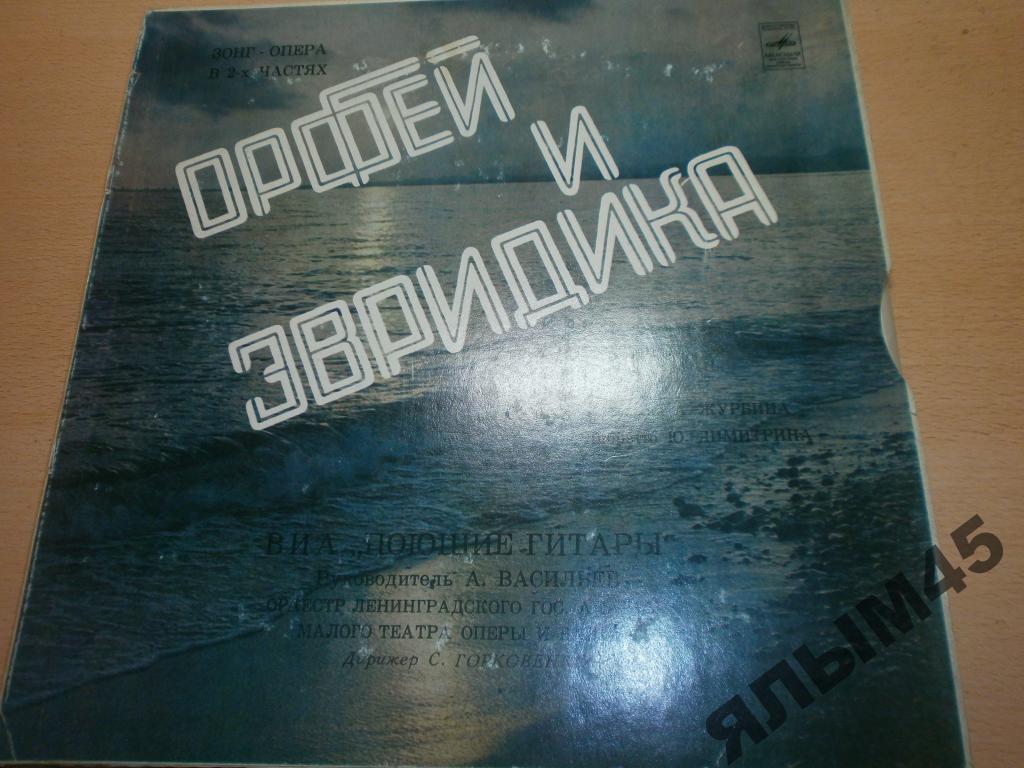 ЗОНГ - ОПЕРА
В 2-х ЧАСТЯХ
ОРФЕЙ
И
ЭВРИДИКА
ЖУРБИНА
Ю. ДИМИТРИНА
ВИА „ПОЮЩИЕ ГИТАРЫ"
Руководитель А. ВАСИЛЬЕВ
ОРКЕСТР ЛЕНИНГРАДСКОГО ГОС.
МАЛОГО ТЕАТРА ОПЕРЫ И
Дирижер С.
ЯЛЫМ45